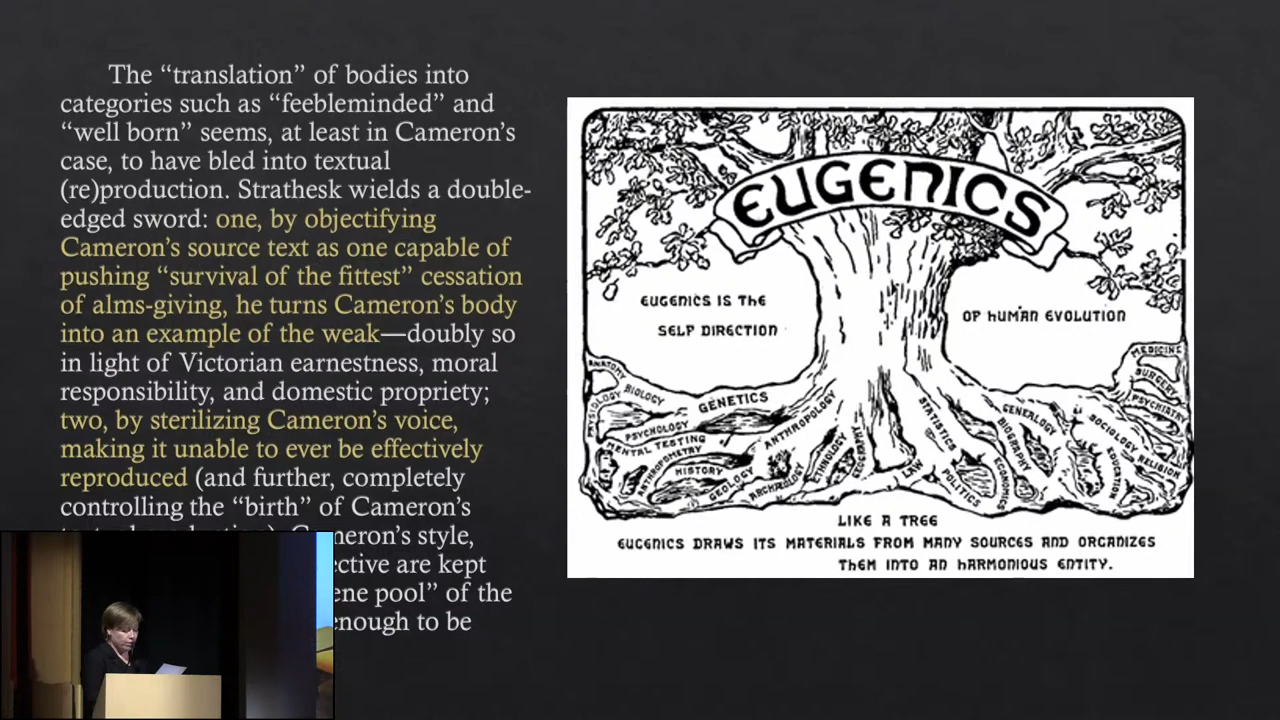 The “translation” of bodies into
categories such as “feebleminded” and
“well born” seems, at least in Cameron’s
case, to have bled into textual
(re)production. Strathesk wields a double-
edged sword: one, by objectifying
Cameron’s source text as one capable of
pushing “survival of the fittest” cessation
of alms-giving, he turns Cameron’s body
into an example of the weak—doubly so
in light of Victorian earnestness, moral
responsibility, and domestic propriety;
two, by sterilizing Cameron’s voice,
making it unable to ever be effectively
reproduced (and further, completely
controlling the “birth” of Cameron’s
meron’s style,
ective are kept
ene pool” of the
enough to be
EUGENICS
EUGENICS IS THE
SELF DIRECTION
OF HUMAN EVOLUTION
ANATOMY
PHYSIOLOGY
BIOLOGY
GENETICS
PSYCHOLOGY
MENTAL TESTING
ANTHROPOMETRY
HISTORY
GEOLOGY
ANTHROPOLOGY
ARCHAEOLOGY
ETHNOLOGY
LAW
STATISTICS
POLITICS
ECONOMICS
GENEALOGY
BIOGRAPHY
SOCIOLOGY
EDUCATION
RELIGION
PSYCHIATRY
SURGERY
MEDICINE
LIKE A TREE
EUGENICS DRAWS ITS MATERIALS FROM MANY SOURCES AND ORGANIZES
THEM INTO AN HARMONIOUS ENTITY.